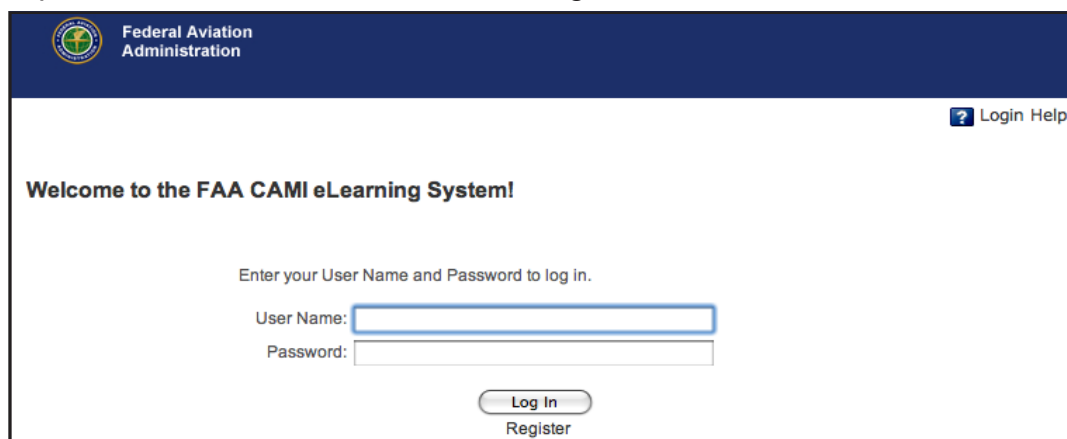 Federal Aviation
Administration
? Login Help
Welcome to the FAA CAMI eLearning System!
Enter your User Name and Password to log in.
User Name:
Password:
Log In
Register